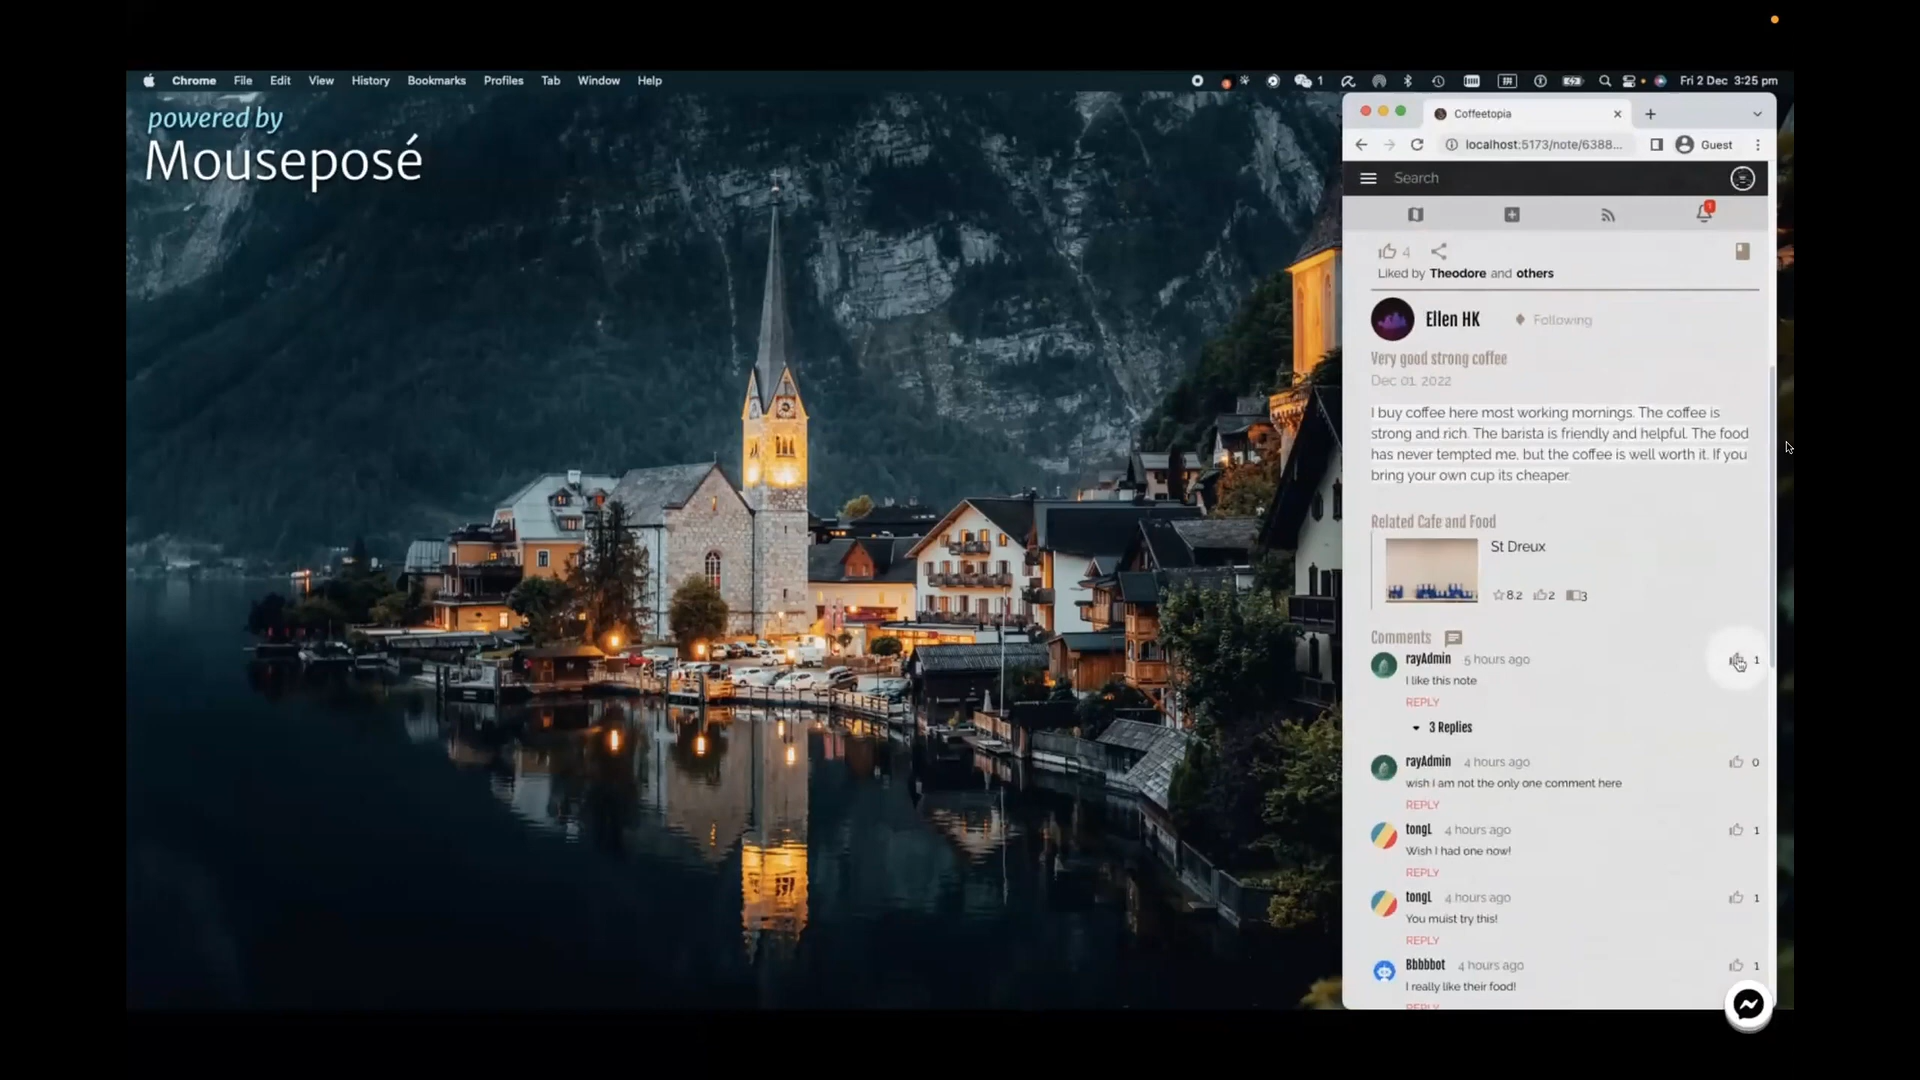 Chrome File Edit View History Bookmarks Profiles Tab Window Help
1
Fri 2 Dec 3:25 pm
powered by
Mouseposé
Coffeetopia
localhost:5173/note/6388...
Guest
Search
1
4
Liked by Theodore and others
Ellen HK
Following
Very good strong coffee
Dec 01, 2022
I buy coffee here most working mornings. The coffee is
strong and rich. The barista is friendly and helpful. The food
has never tempted me, but the coffee is well worth it. If you
bring your own cup its cheaper.
Related Cafe and Food
St Dreux
8.2 2 3
Comments
rayAdmin 5 hours ago 1
I like this note
REPLY
3 Replies
rayAdmin 4 hours ago 0
wish i am not the only one comment here
REPLY
tongL 4 hours ago 1
Wish I had one now!
REPLY
tongL 4 hours ago 1
You muist try this!
REPLY
Bbbbbot 4 hours ago 1
I really like their food!
REPLY